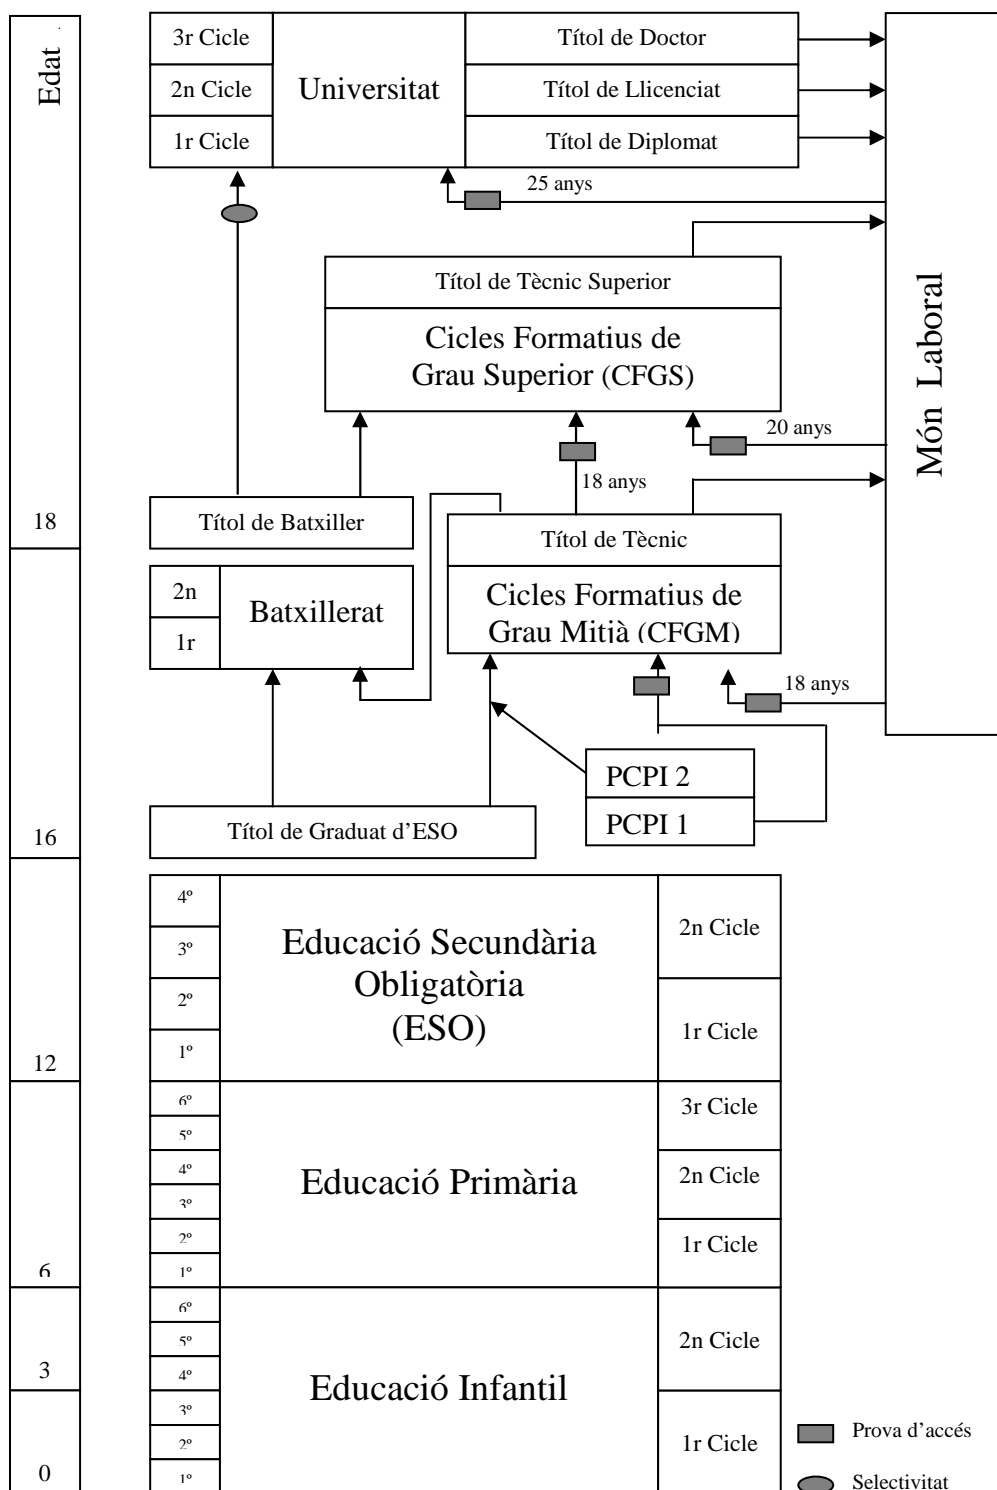 Edat
3r Cicle
2n Cicle
1r Cicle
Universitat
Títol de Doctor
Títol de Llicenciat
Títol de Diplomat
25 anys
Món Laboral
Títol de Tècnic Superior
Cicles Formatius de
Grau Superior (CFGS)
20 anys
18 anys
18
Títol de Batxiller
Títol de Tècnic
2n
1r
Batxillerat
Cicles Formatius de
Grau Mitjà (CFGM)
18 anys
PCPI 2
PCPI 1
16
Títol de Graduat d’ESO
4º
3º
2º
1º
Educació Secundària
Obligatòria
(ESO)
2n Cicle
1r Cicle
12
6º
5º
4º
3º
2º
1º
Educació Primària
3r Cicle
2n Cicle
1r Cicle
6
6º
5º
4º
3º
2º
1º
Educació Infantil
2n Cicle
1r Cicle
3
0
Prova d’accés
Selectivitat